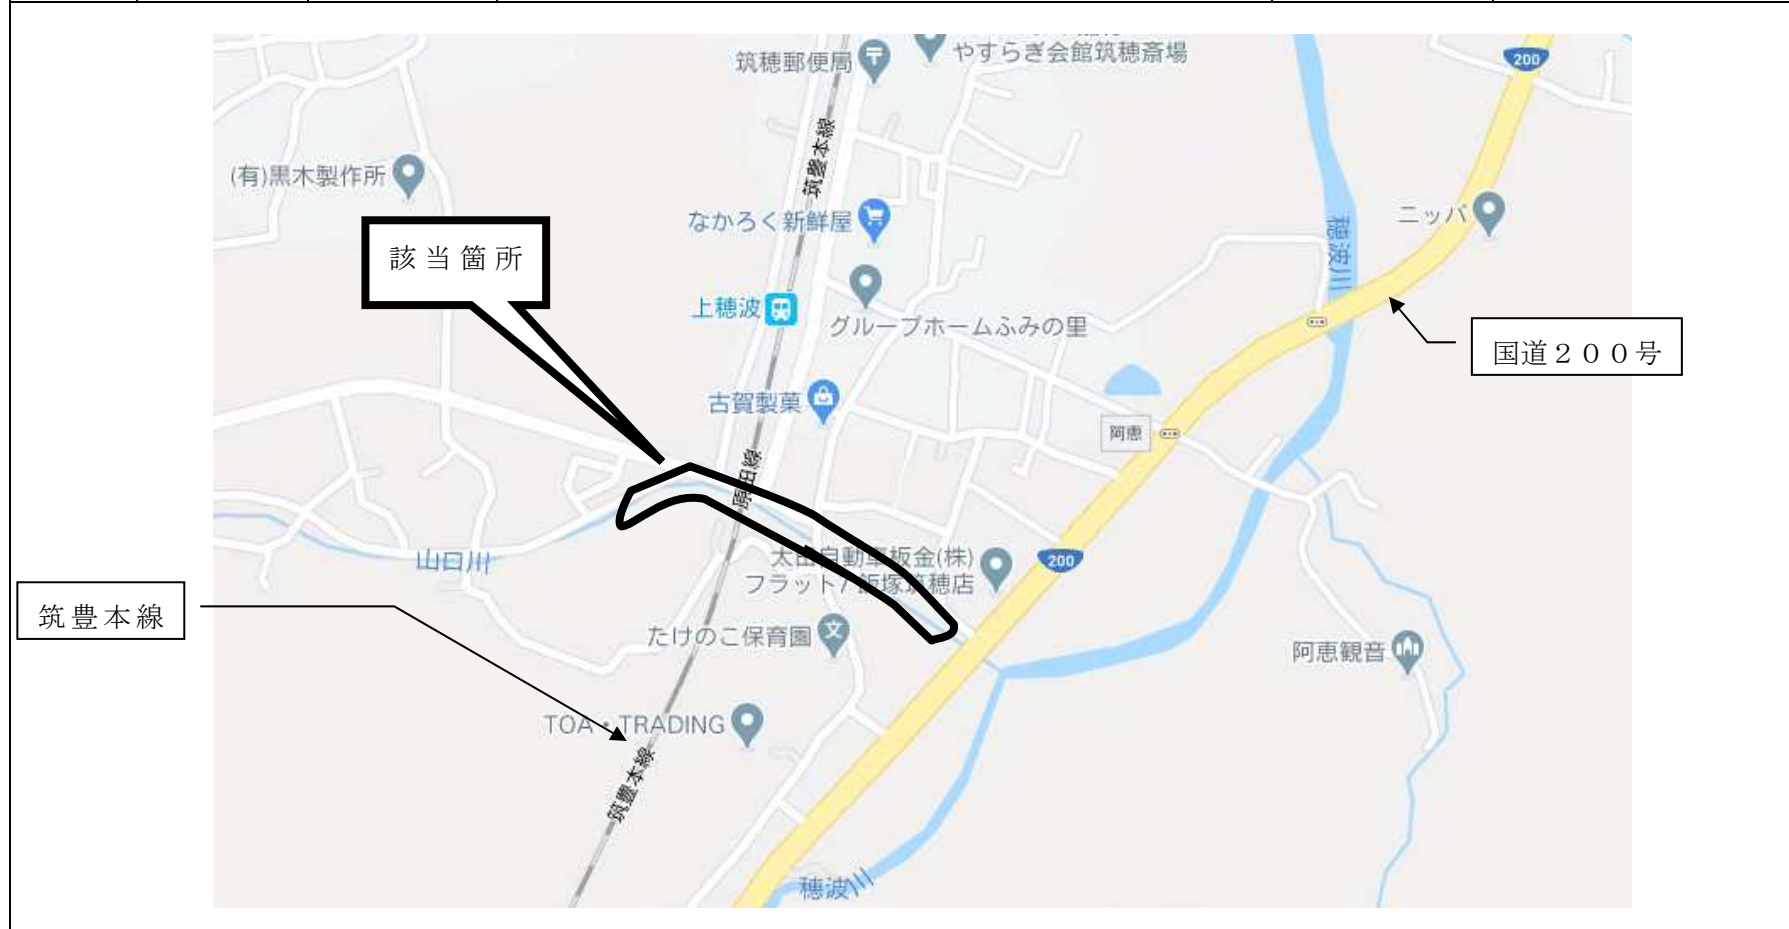 やすらぎ会館筑穂斎場
筑穂郵便局
200
筑豊本線
(有)黒木製作所
なかろく新鮮屋
ニッパ
穂波川
該当箇所
上穂波
グループホームふみの里
国道200号
古賀製菓
阿恵
原田線
太田自動車板金(株)
フラット7 飯塚筑穂店
200
山口川
筑豊本線
たけのこ保育園
阿恵観音
TOA・TRADING
筑豊本線
穂波川